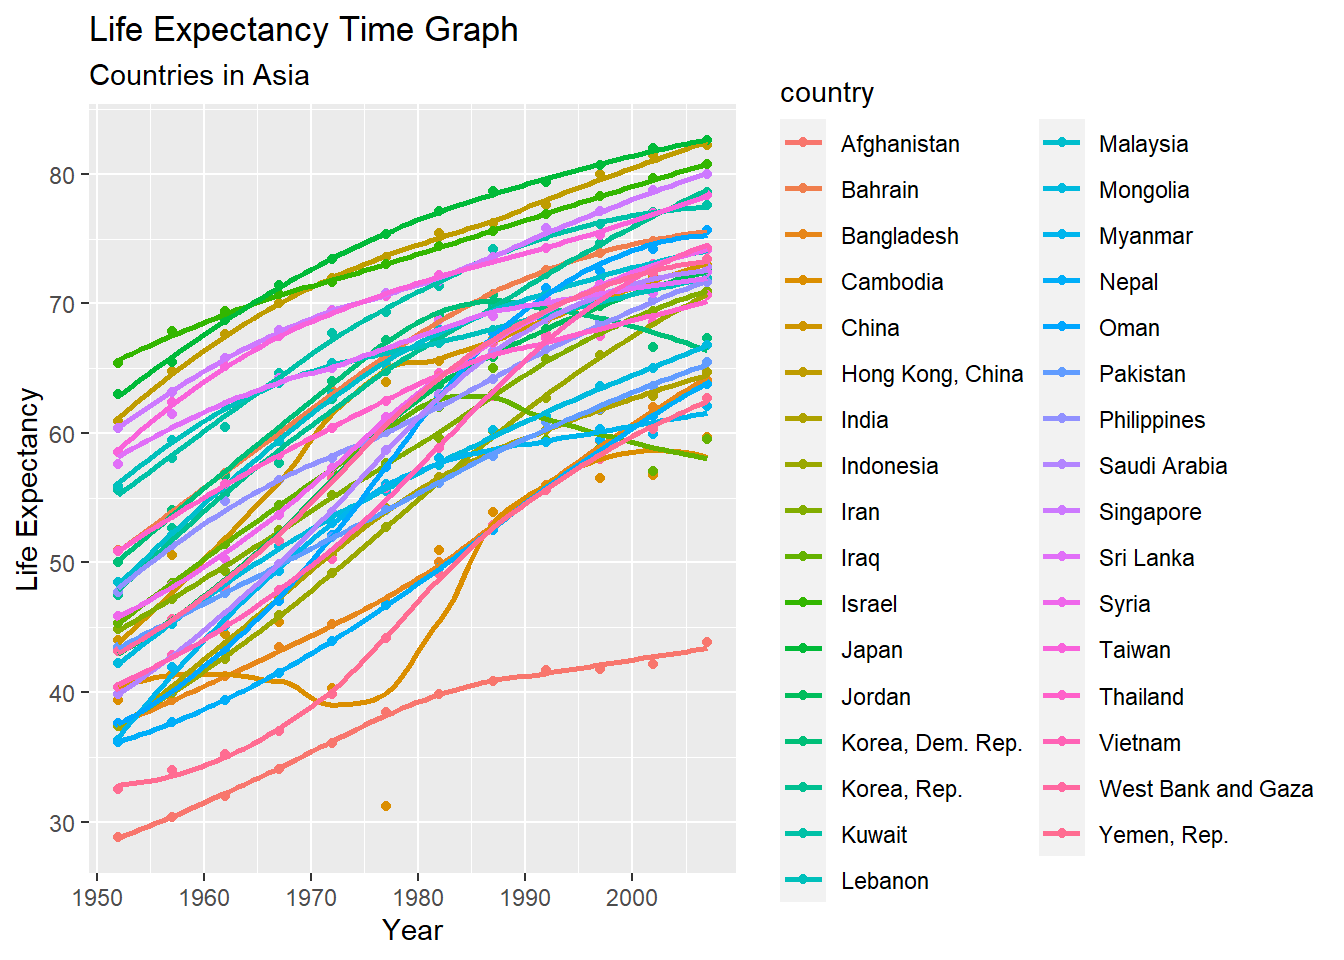 Life Expectancy Time Graph
Countries in Asia
Life Expectancy
80
70
60
50
40
30
1950 1960 1970 1980 1990 2000
Year
country
Afghanistan
Bahrain
Bangladesh
Cambodia
China
Hong Kong, China
India
Indonesia
Iran
Iraq
Israel
Japan
Jordan
Korea, Dem. Rep.
Korea, Rep.
Kuwait
Lebanon
Malaysia
Mongolia
Myanmar
Nepal
Oman
Pakistan
Philippines
Saudi Arabia
Singapore
Sri Lanka
Syria
Taiwan
Thailand
Vietnam
West Bank and Gaza
Yemen, Rep.